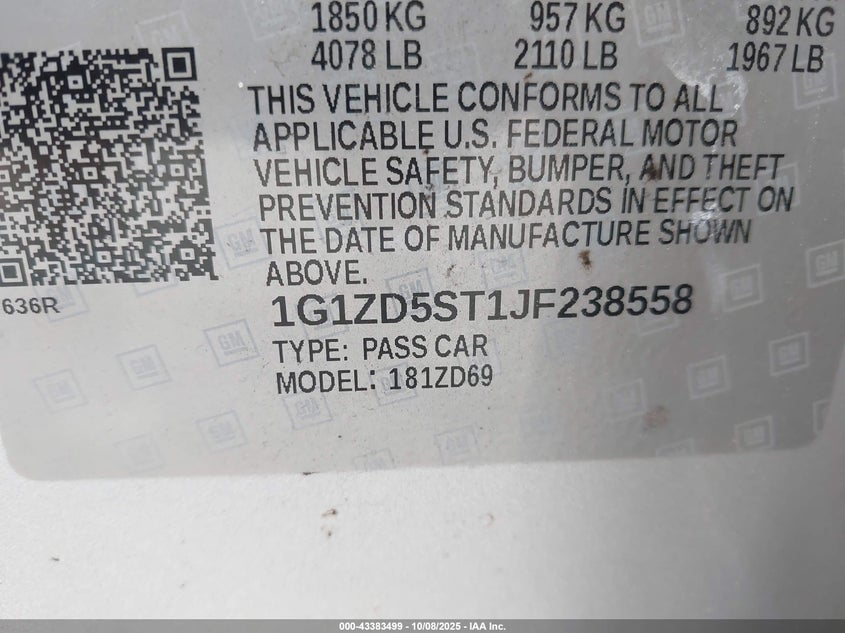 1850 KG 957 KG 892 KG
4078 LB 2110 LB 1967 LB
THIS VEHICLE CONFORMS TO ALL
APPLICABLE U.S. FEDERAL MOTOR
VEHICLE SAFETY, BUMPER, AND THEFT
PREVENTION STANDARDS IN EFFECT ON
THE DATE OF MANUFACTURE SHOWN
ABOVE.
636R
1G1ZD5ST1JF238558
TYPE: PASS CAR
MODEL: 181ZD69
GM
000-43383499 - 10/08/2025 - IAA Inc.